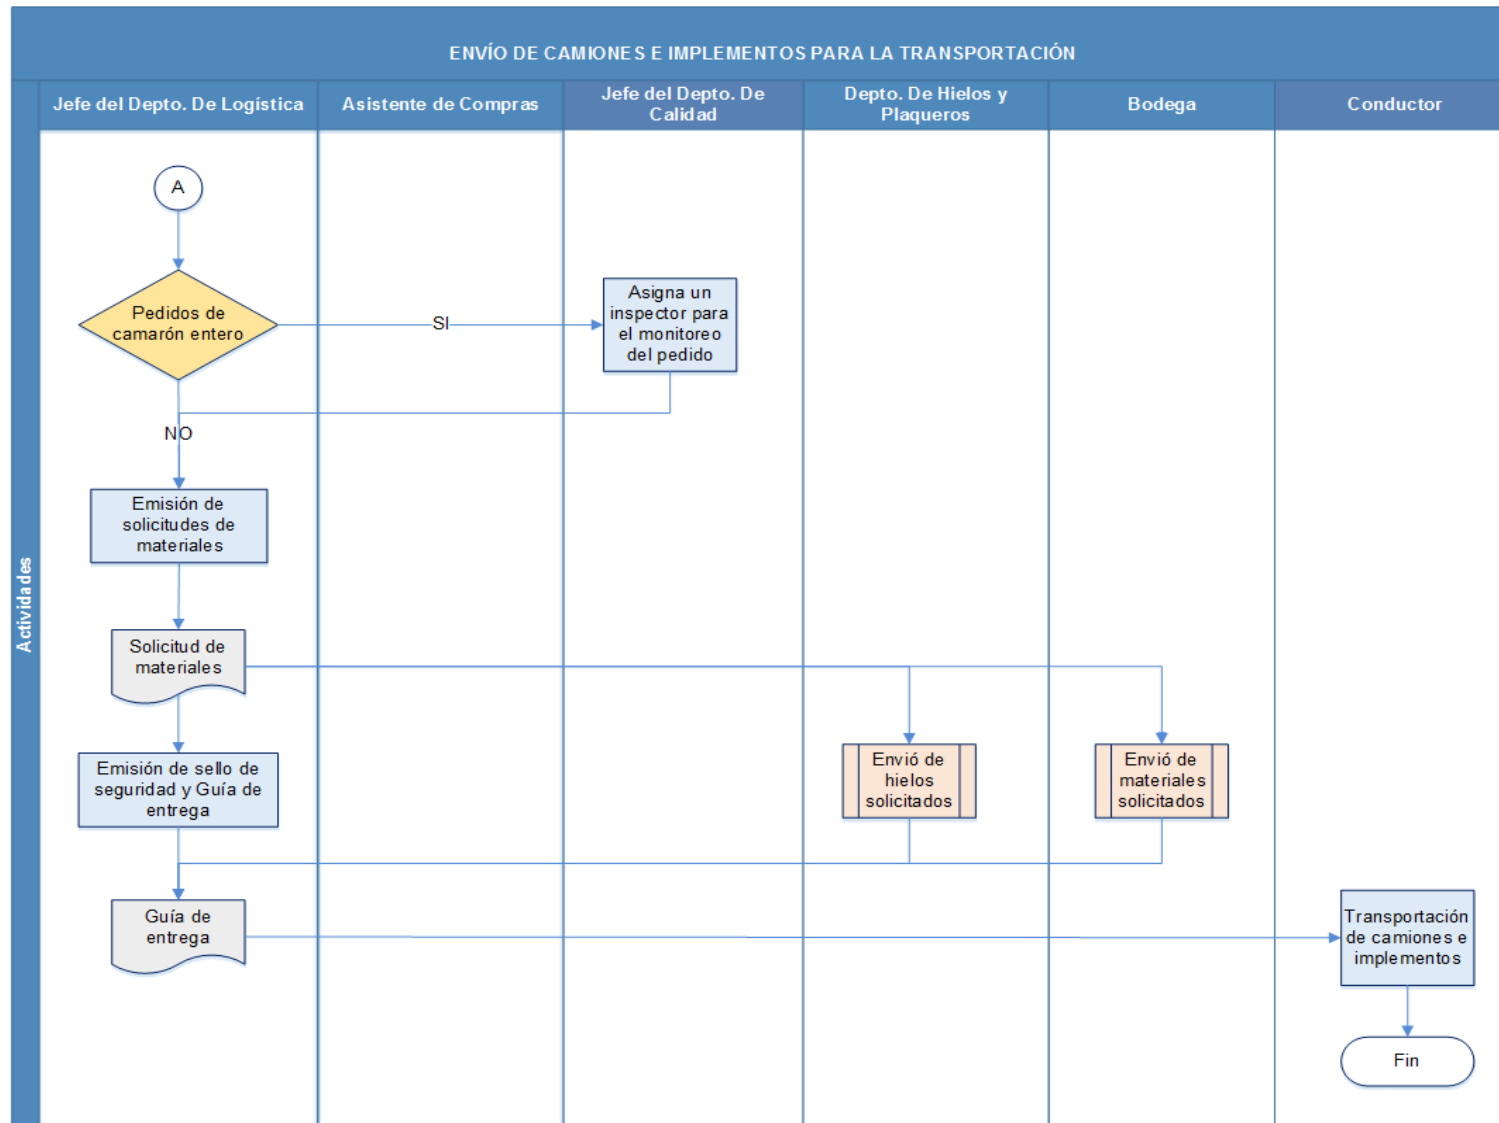 ENVÍO DE CAMIONES E IMPLEMENTOS PARA LA TRANSPORTACIÓN
Jefe del Depto. De Logística
Asistente de Compras
Jefe del Depto. De
Calidad
Depto. De Hielos y
Plaqueros
Bodega
Conductor
Actividades
A
Pedidos de
camarón entero
SI
Asigna un
inspector para
el monitoreo
del pedido
NO
Emisión de
solicitudes de
materiales
Solicitud de
materiales
Emisión de sello de
seguridad y Guía de
entrega
Envió de
hielos
solicitados
Envió de
materiales
solicitados
Guía de
entrega
Transportación
de camiones e
implementos
Fin